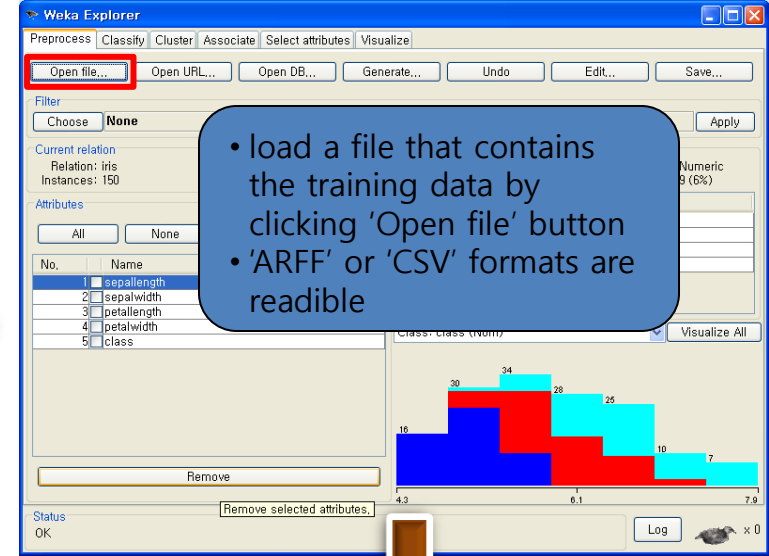 Weka Explorer
Preprocess Classify Cluster Associate Select attributes Visualize
Open file... Open URL... Open DB... Generate... Undo Edit... Save...
Filter
Choose None Apply
Current relation
Relation: iris
Instances: 150
Numeric
9 (6%)
• load a file that contains
the training data by
clicking 'Open file' button
• 'ARFF' or 'CSV' formats are
readible
Attributes
All None
No. Name
1 sepallength
2 sepalwidth
3 petallength
4 petalwidth
5 class
Class: class (Nom) Visualize All
16 30 34 28 25 10 7
4.3 6.1 7.9
Remove
Remove selected attributes.
Status
OK
Log x 0